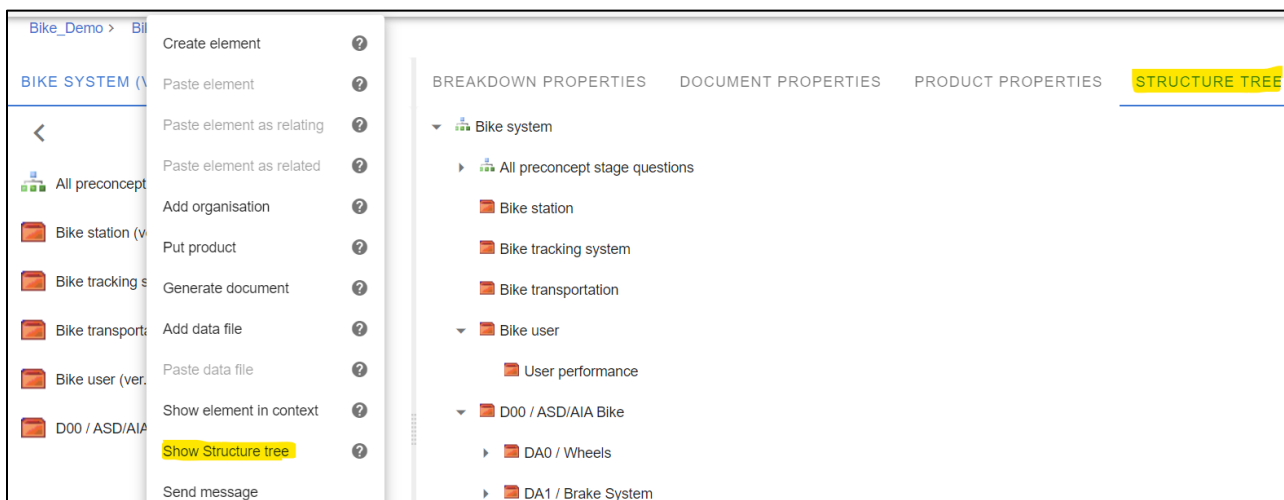 Bike_Demo >
Create element
BIKE SYSTEM
Paste element
Paste element as relating
Paste element as related
All preconcept
Add organisation
Bike station
Put product
Bike tracking
Generate document
Bike
Add data file
Paste data file
Bike user (ver.
Show element in context
D00 / ASD/AIA
Show Structure tree
Send message
BREAKDOWN PROPERTIES DOCUMENT PROPERTIES PRODUCT PROPERTIES STRUCTURE TREE
Bike system
All preconcept stage questions
Bike station
Bike tracking system
Bike transportation
Bike user
User performance
D00 / ASD/AIA Bike
DA0 / Wheels
DA1 / Brake System